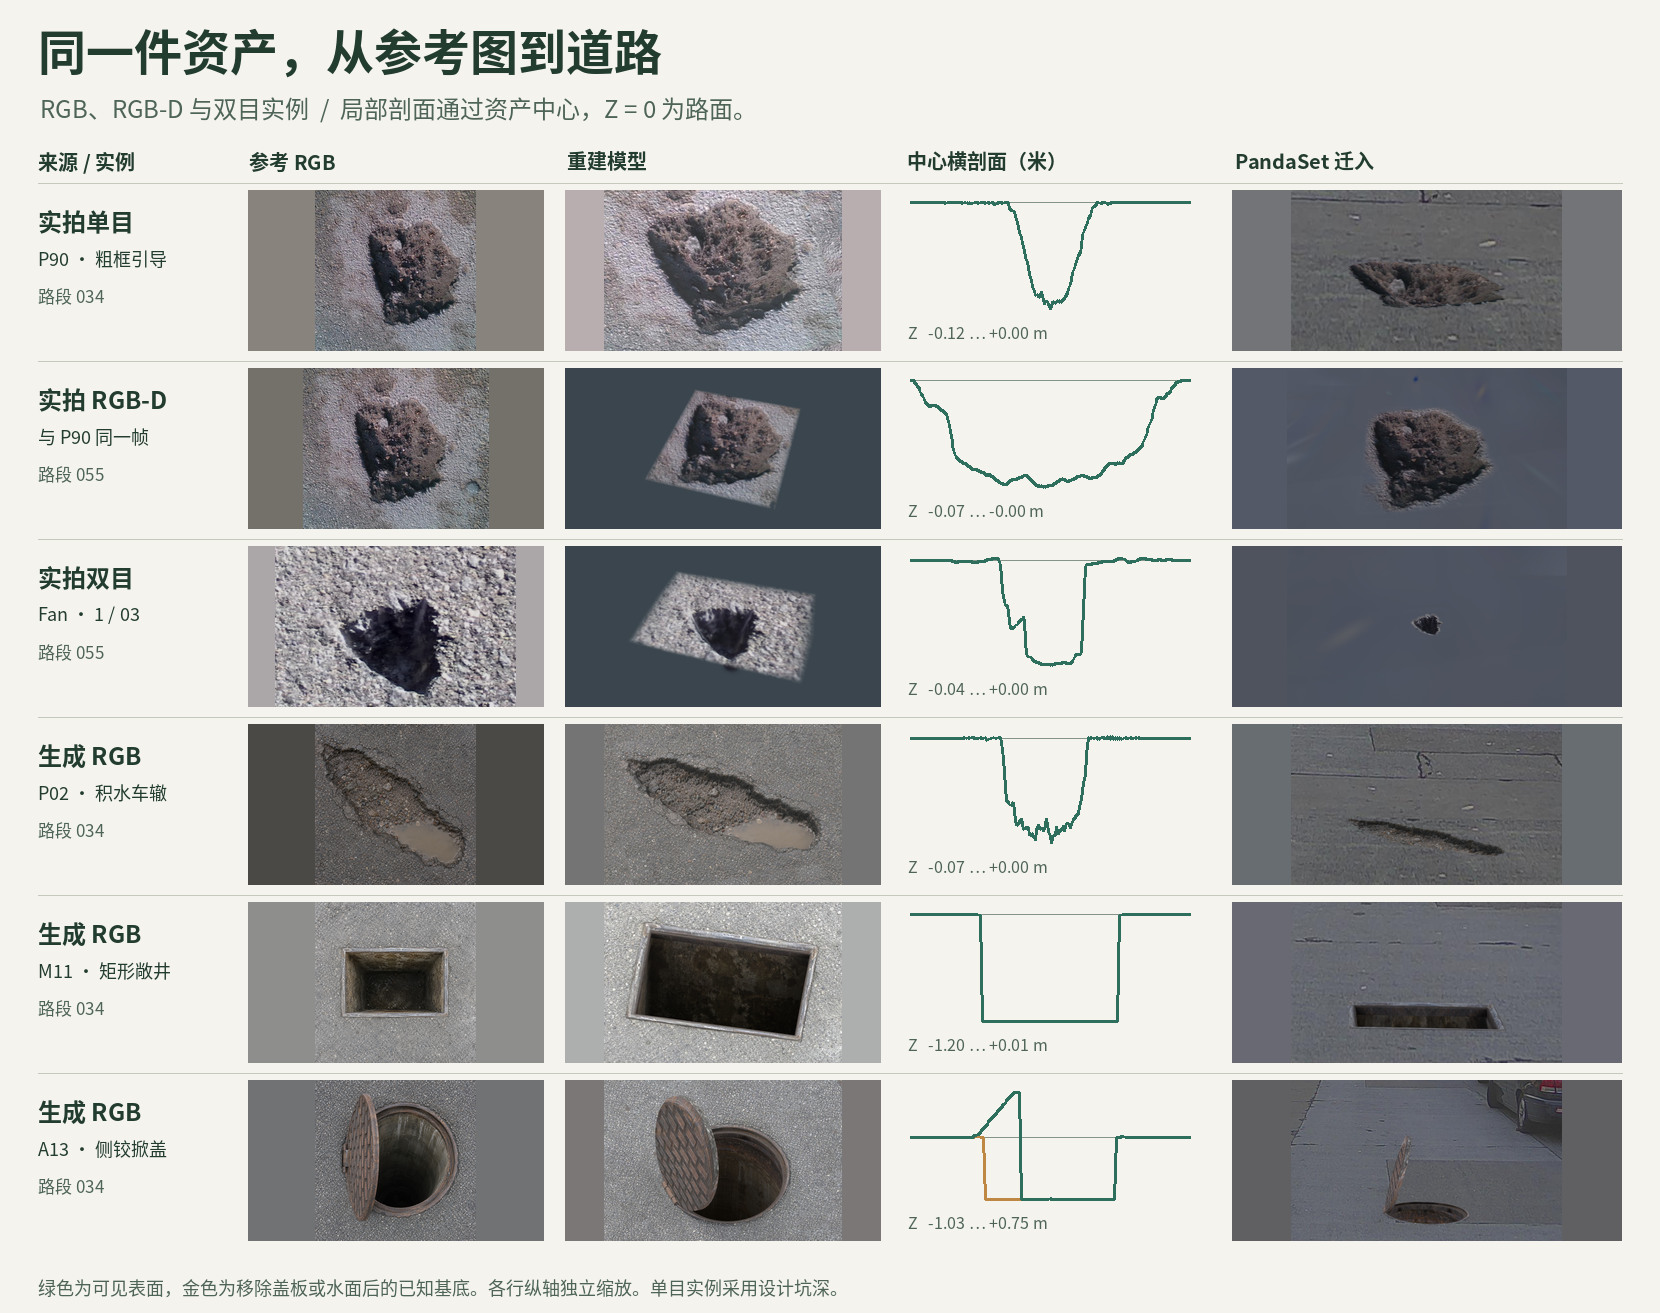 同一件资产，从参考图到道路
RGB、RGB-D 与双目实例 / 局部剖面通过资产中心，Z = 0 为路面。
来源 / 实例 参考 RGB 重建模型 中心横剖面（米） PandaSet 迁入
实拍单目
P90 · 粗框引导
路段 034
Z -0.12 … +0.00 m
实拍 RGB-D
与 P90 同一帧
路段 055
Z -0.07 … -0.00 m
实拍双目
Fan · 1 / 03
路段 055
Z -0.04 … +0.00 m
生成 RGB
P02 · 积水车辙
路段 034
Z -0.07 … +0.00 m
生成 RGB
M11 · 矩形敞井
路段 034
Z -1.20 … +0.01 m
生成 RGB
A13 · 侧铰掀盖
路段 034
Z -1.03 … +0.75 m
绿色为可见表面，金色为移除盖板或水面后的已知基底。各行纵轴独立缩放。单目实例采用设计坑深。